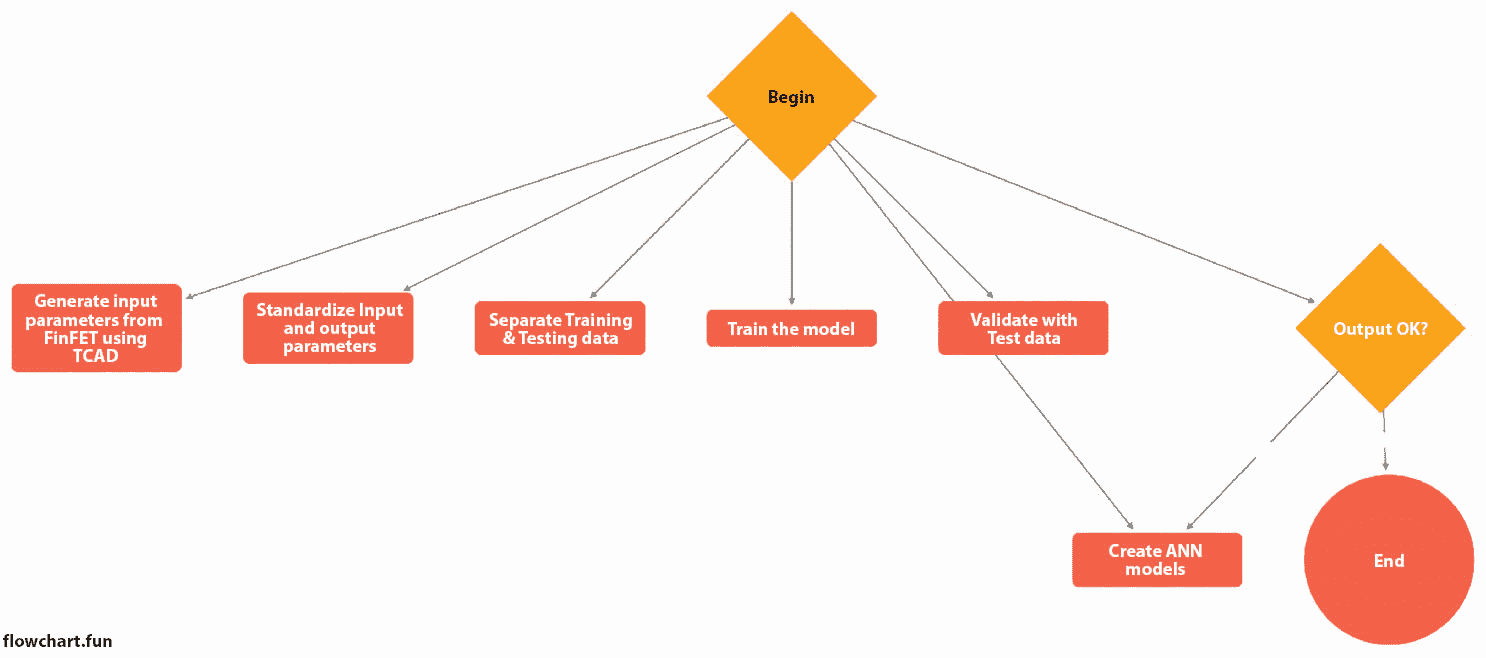 Begin
Generate input
parameters from
FinFET using
TCAD
Standardize Input
and output
parameters
Separate Training
& Testing data
Train the model
Validate with
Test data
Output OK?
Create ANN
models
End
flowchart.fun